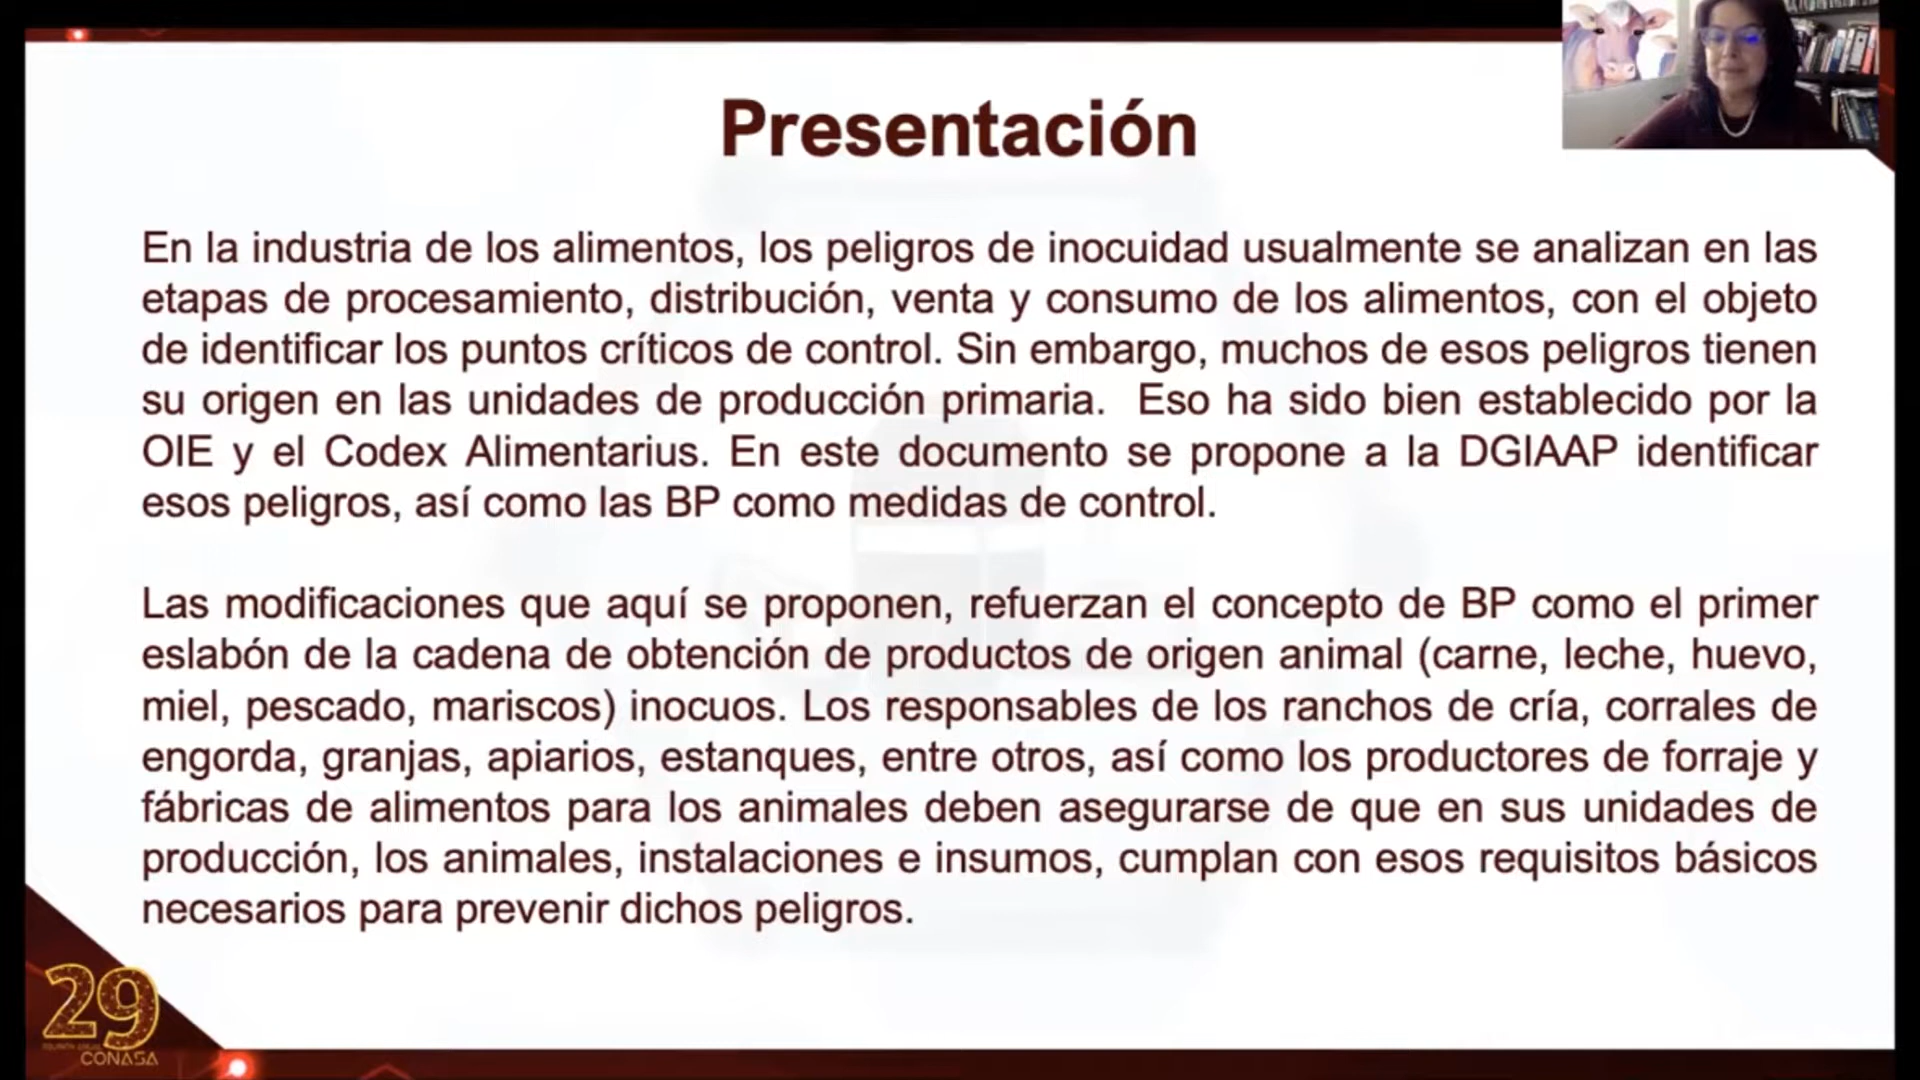 Presentación
En la industria de los alimentos, los peligros de inocuidad usualmente se analizan en las
etapas de procesamiento, distribución, venta y consumo de los alimentos, con el objeto
de identificar los puntos críticos de control. Sin embargo, muchos de esos peligros tienen
su origen en las unidades de producción primaria. Eso ha sido bien establecido por la
OIE y el Codex Alimentarius. En este documento se propone a la DGIAAP identificar
esos peligros, así como las BP como medidas de control.
Las modificaciones que aquí se proponen, refuerzan el concepto de BP como el primer
eslabón de la cadena de obtención de productos de origen animal (carne, leche, huevo,
miel, pescado, mariscos) inocuos. Los responsables de los ranchos de cría, corrales de
engorda, granjas, apiarios, estanques, entre otros, así como los productores de forraje y
fábricas de alimentos para los animales deben asegurarse de que en sus unidades de
producción, los animales, instalaciones e insumos, cumplan con esos requisitos básicos
necesarios para prevenir dichos peligros.
29
CONASA